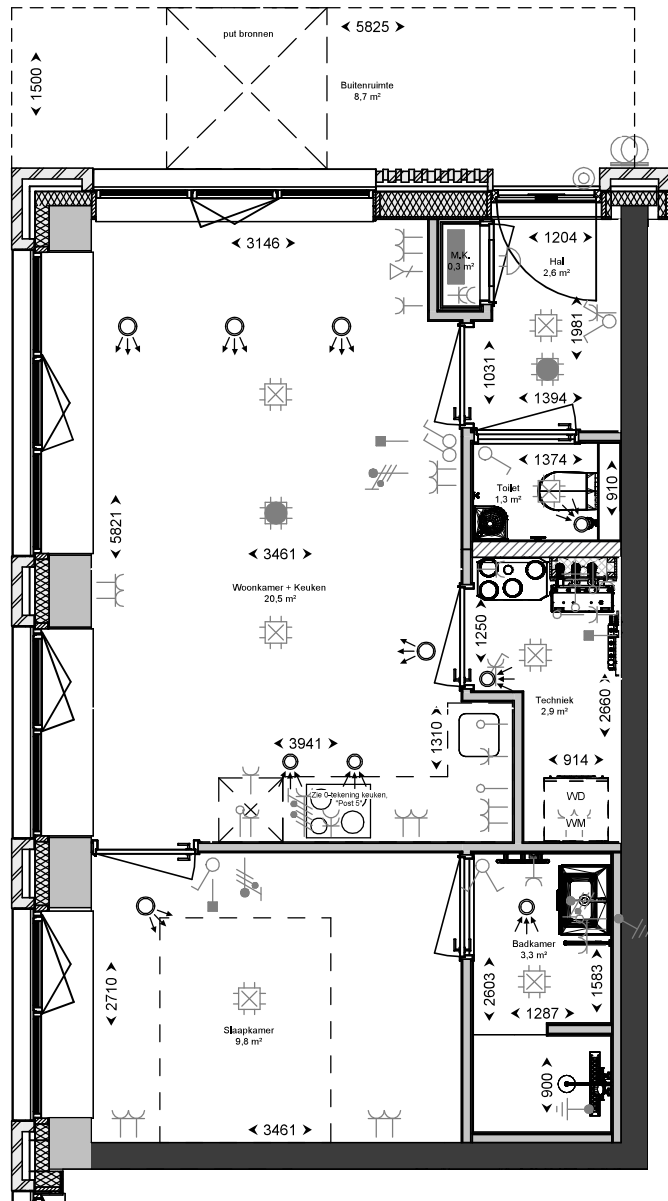 put bronnen
5825
1500
Buitenruimte
8,7 m²
3146
M.K.
0,3 m²
1204
Hal
2,6 m²
1981
1031
1394
1374
Toilet
1,3 m²
910
5821
3461
Woonkamer + Keuken
20,5 m²
1250
2660
Techniek
2,9 m²
1310
3941
914
(Zie 0-tekening keuken,
"Post 5"
WD
WM
Badkamer
3,3 m²
2710
2603
1583
1287
Slaapkamer
9,8 m²
900
3461